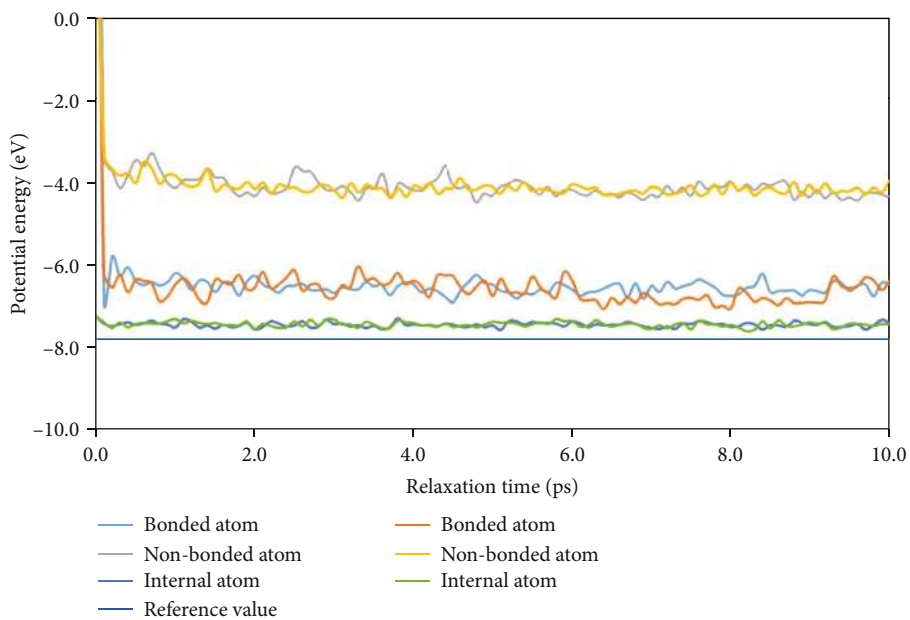 0.0
−2.0
−4.0
−6.0
−8.0
−10.0
Potential energy (eV)
0.0 2.0 4.0 6.0 8.0 10.0
Relaxation time (ps)
Bonded atom Bonded atom
Non-bonded atom Non-bonded atom
Internal atom Internal atom
Reference value